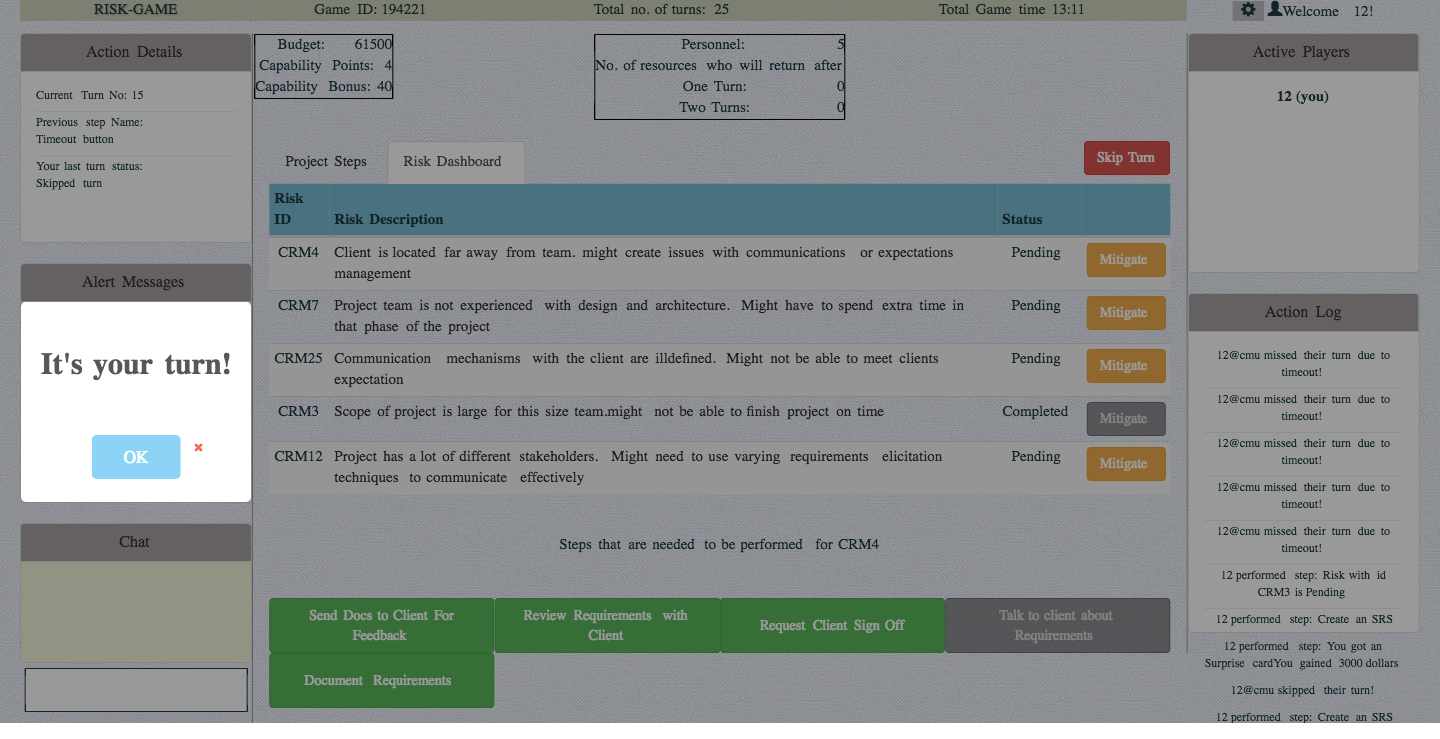 RISK-GAME
Game ID: 194221
Total no. of turns: 25
Total Game time 13:11
Welcome 12!
Action Details
Current Turn No: 15
Previous step Name:
Timeout button
Your last turn status:
Skipped turn
Alert Messages
It's your turn!
OK
Chat
Budget: 61500
Capability Points: 4
Capability Bonus: 40
Personnel: 5
No. of resources who will return after
One Turn: 0
Two Turns: 0
Project Steps
Risk Dashboard
Skip Turn
Risk
ID
Risk Description
Status
CRM4
Client is located far away from team. might create issues with communications or expectations
management
Pending
Mitigate
CRM7
Project team is not experienced with design and architecture. Might have to spend extra time in
that phase of the project
Pending
Mitigate
CRM25
Communication mechanisms with the client are illdefined. Might not be able to meet clients
expectation
Pending
Mitigate
CRM3
Scope of project is large for this size team.might not be able to finish project on time
Completed
Mitigate
CRM12
Project has a lot of different stakeholders. Might need to use varying requirements elicitation
techniques to communicate effectively
Pending
Mitigate
Steps that are needed to be performed for CRM4
Send Docs to Client For
Feedback
Review Requirements with
Client
Request Client Sign Off
Talk to client about
Requirements
Document Requirements
Active Players
12 (you)
Action Log
12@cmu missed their turn due to
timeout!
12@cmu missed their turn due to
timeout!
12@cmu missed their turn due to
timeout!
12@cmu missed their turn due to
timeout!
12@cmu missed their turn due to
timeout!
12 performed step: Risk with id
CRM3 is Pending
12 performed step: Create an SRS
12 performed step: You got an
Surprise cardYou gained 3000 dollars
12@cmu skipped their turn!
12 performed step: Create an SRS